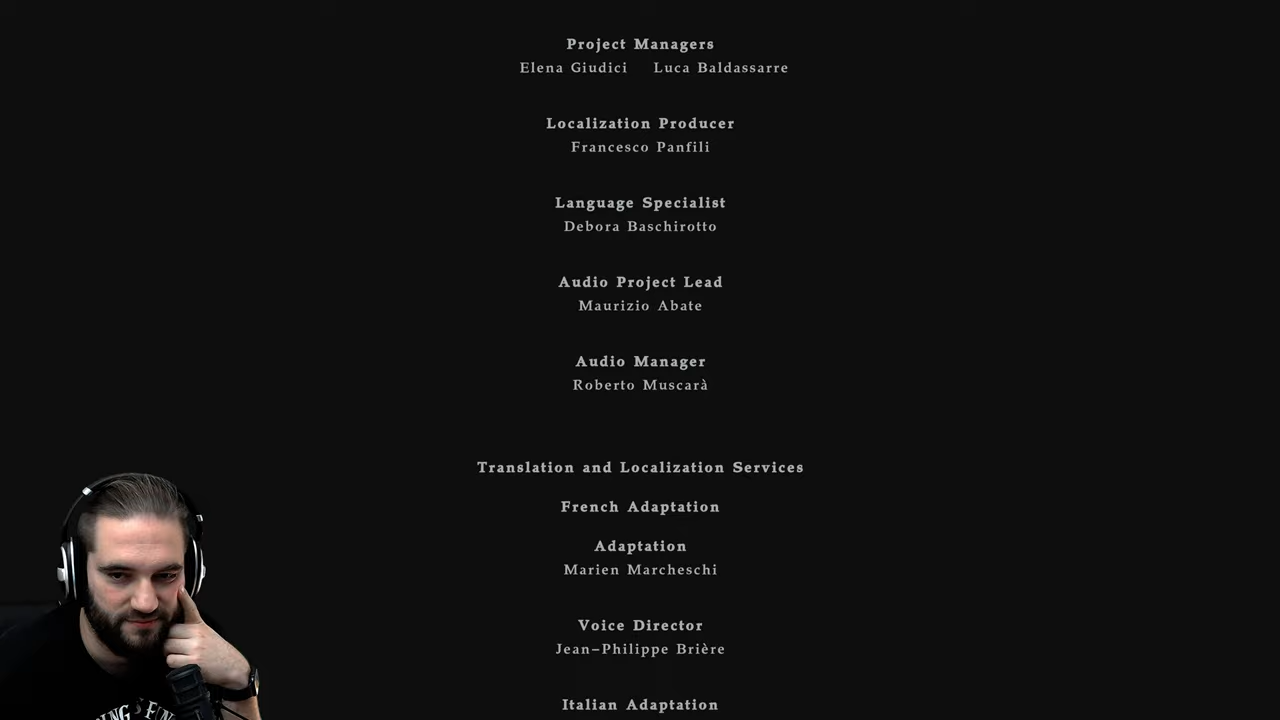 Project Managers
Elena Giudici Luca Baldassarre
Localization Producer
Francesco Panfili
Language Specialist
Debora Baschirotto
Audio Project Lead
Maurizio Abate
Audio Manager
Roberto Muscarà
Translation and Localization Services
French Adaptation
Adaptation
Marien Marcheschi
Voice Director
Jean-Philippe Brière
Italian Adaptation